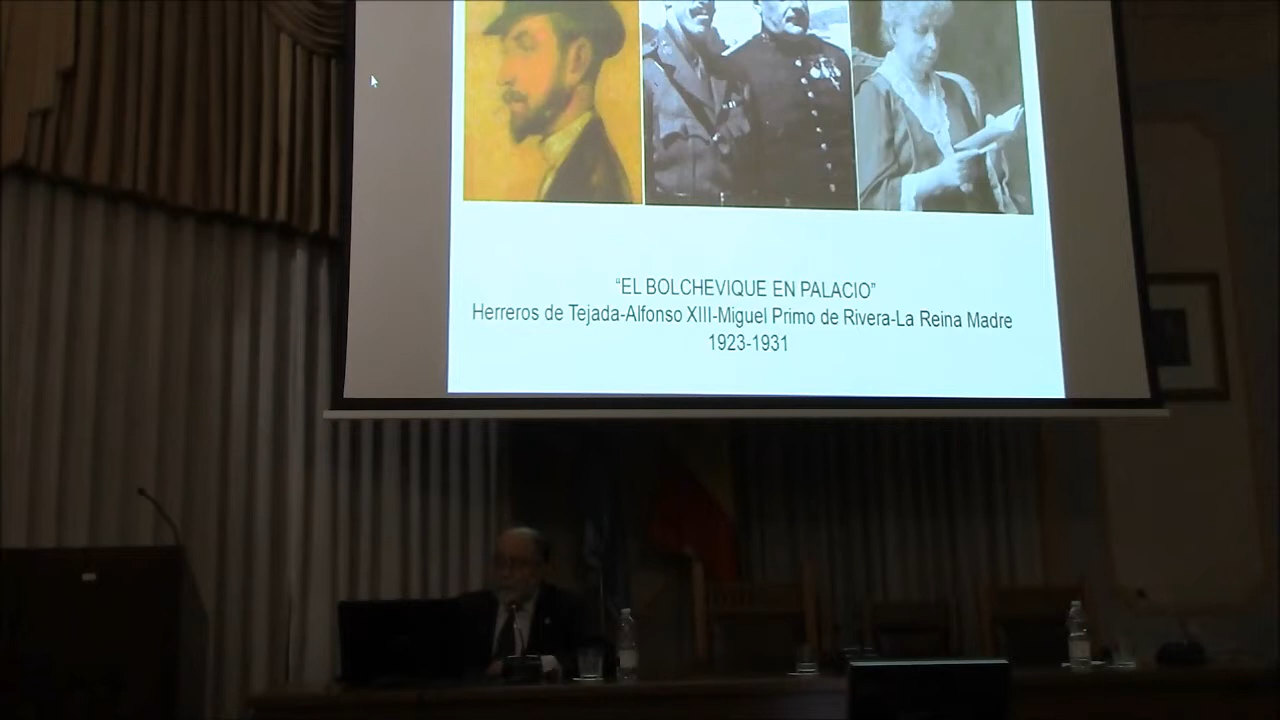 “EL BOLCHEVIQUE EN PALACIO”
Herreros de Tejada-Alfonso XIII-Miguel Primo de Rivera-La Reina Madre
1923-1931